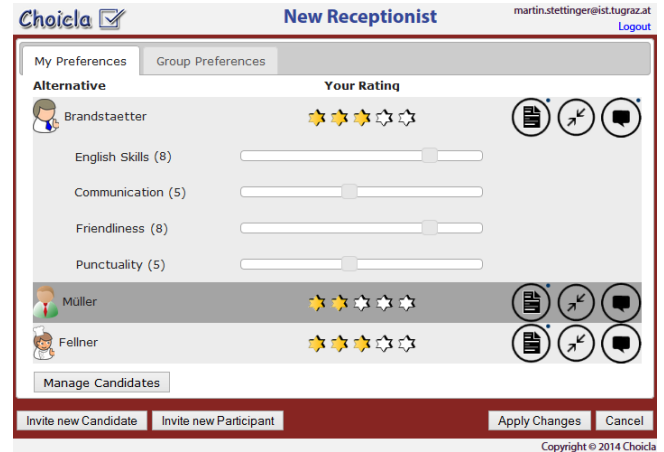 Choicla
New Receptionist
martin.stettinger@ist.tugraz.at
Logout
My Preferences Group Preferences
Alternative Your Rating
Brandstaetter
English Skills (8)
Communication (5)
Friendliness (8)
Punctuality (5)
Müller
Fellner
Manage Candidates
Invite new Candidate Invite new Participant Apply Changes Cancel
Copyright © 2014 Choicla